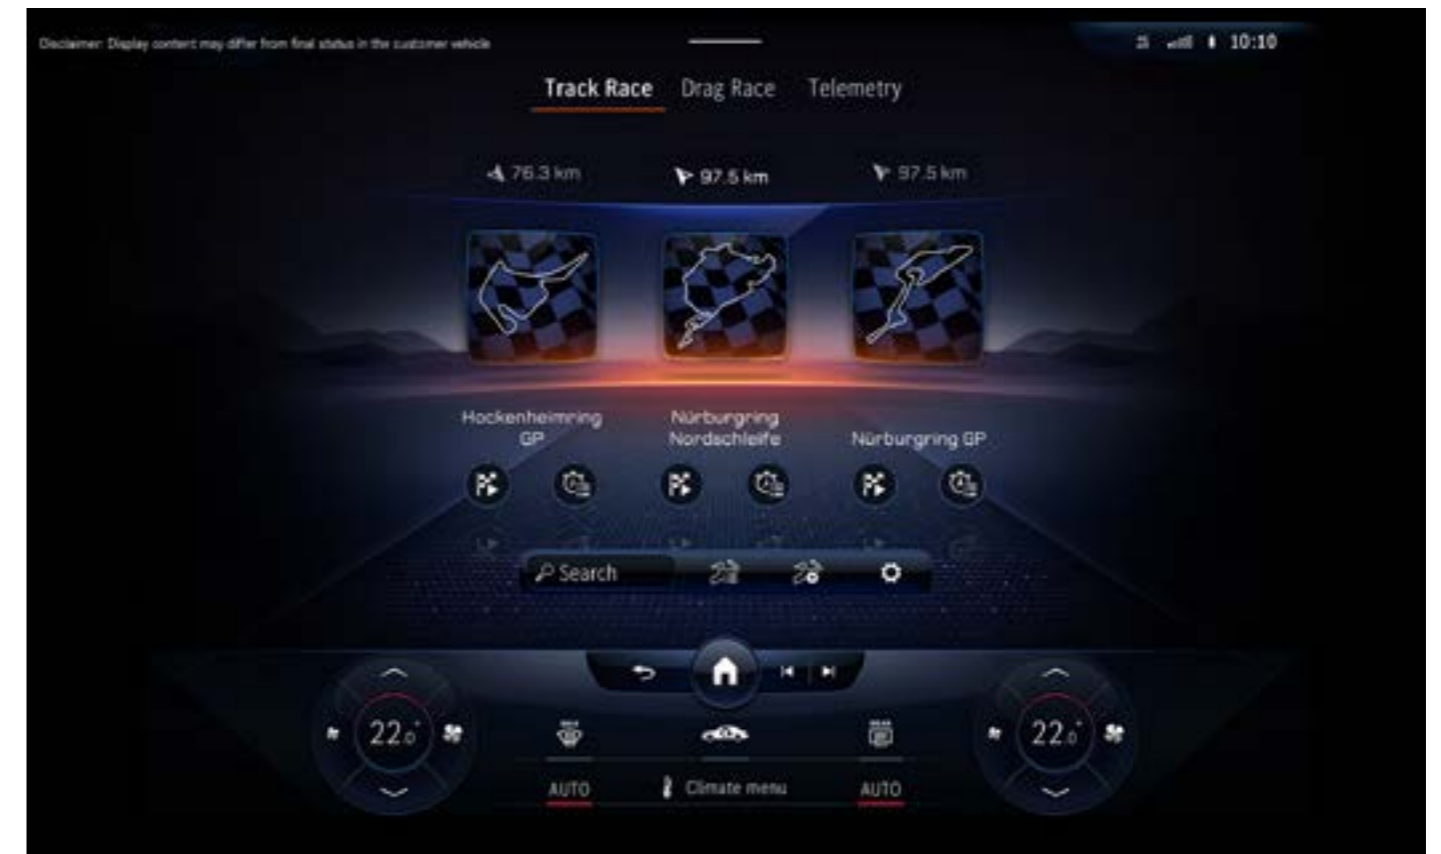 Disclaimer: Display content may differ from final status in the customer vehicle
10:10
Track Race Drag Race Telemetry
76.3 km 97.5 km 97.5 km
Hockenheimring
GP
Nürburgring
Nordschleife
Nürburgring GP
Search
22.0° 22.0°
MAX REAR
AUTO Climate menu AUTO